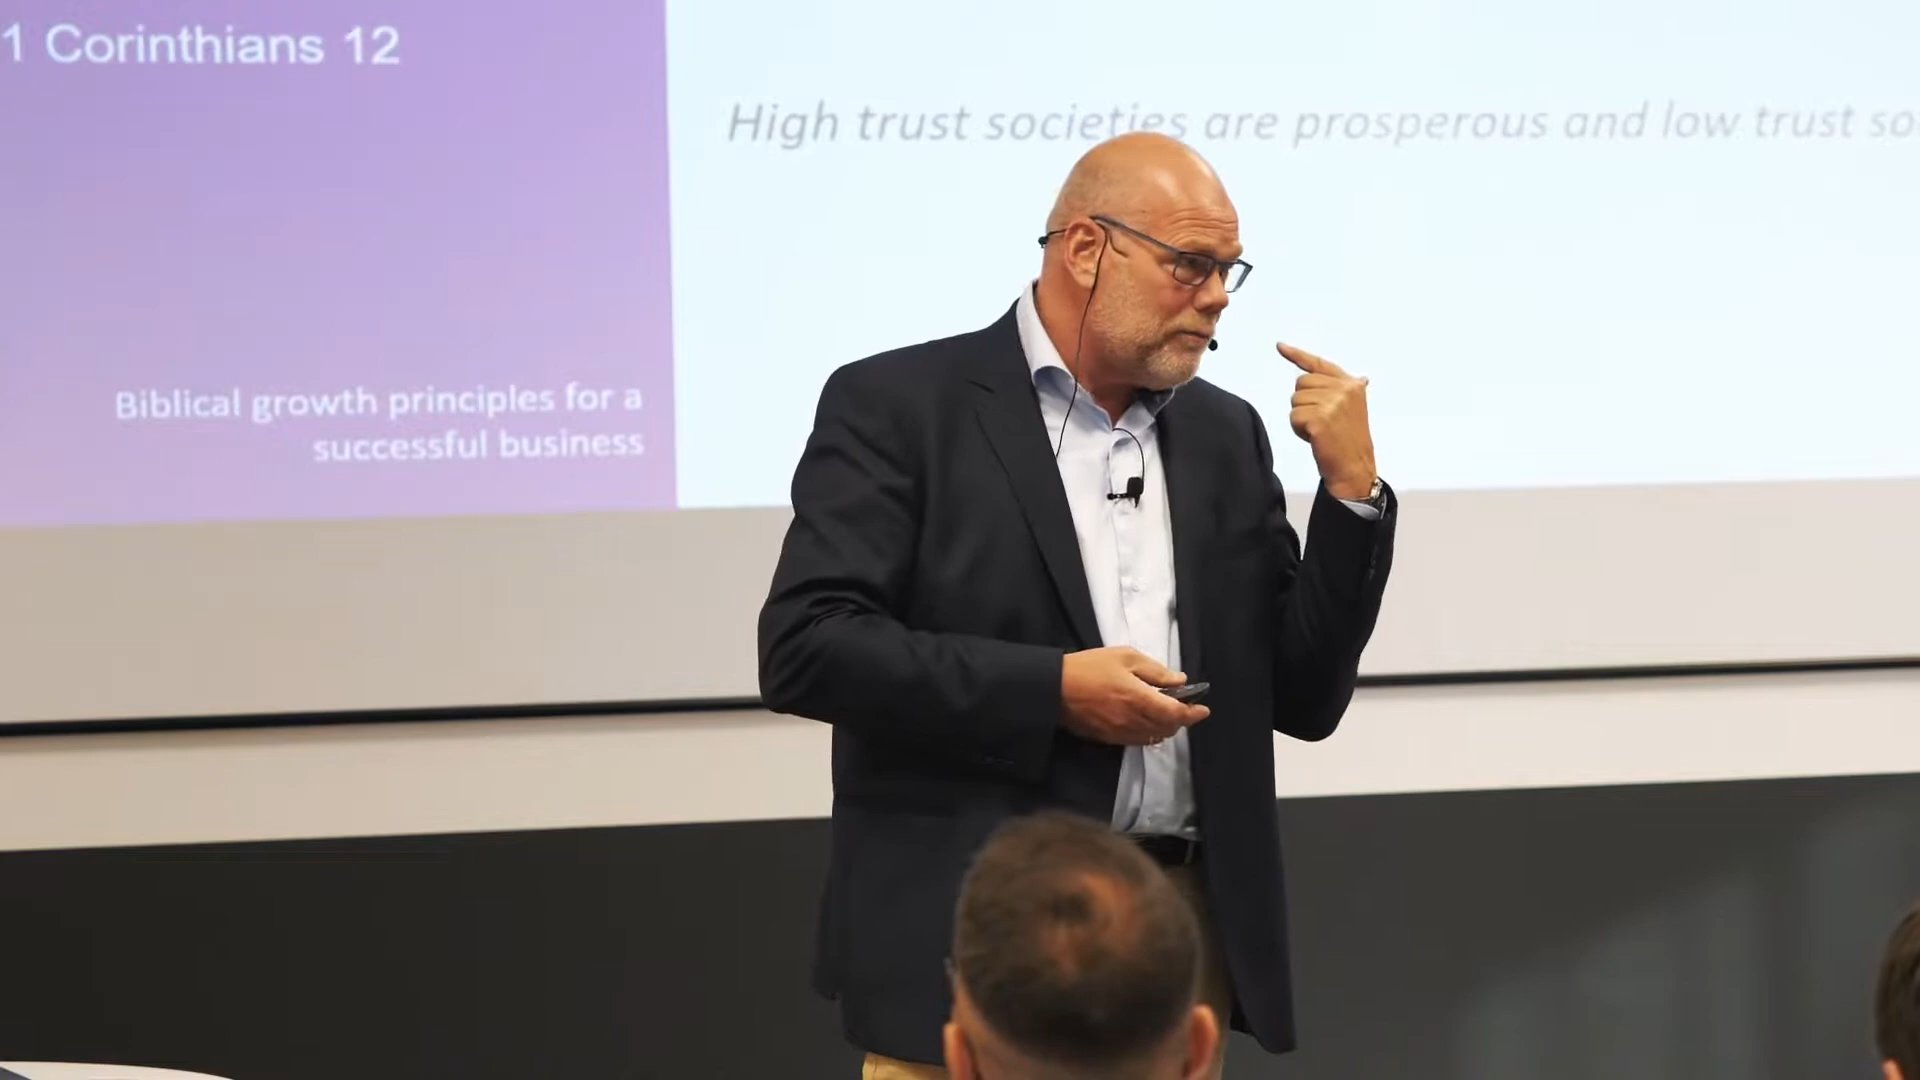 1 Corinthians 12
High trust societies are prosperous and low trust so
Biblical growth principles for a
successful business